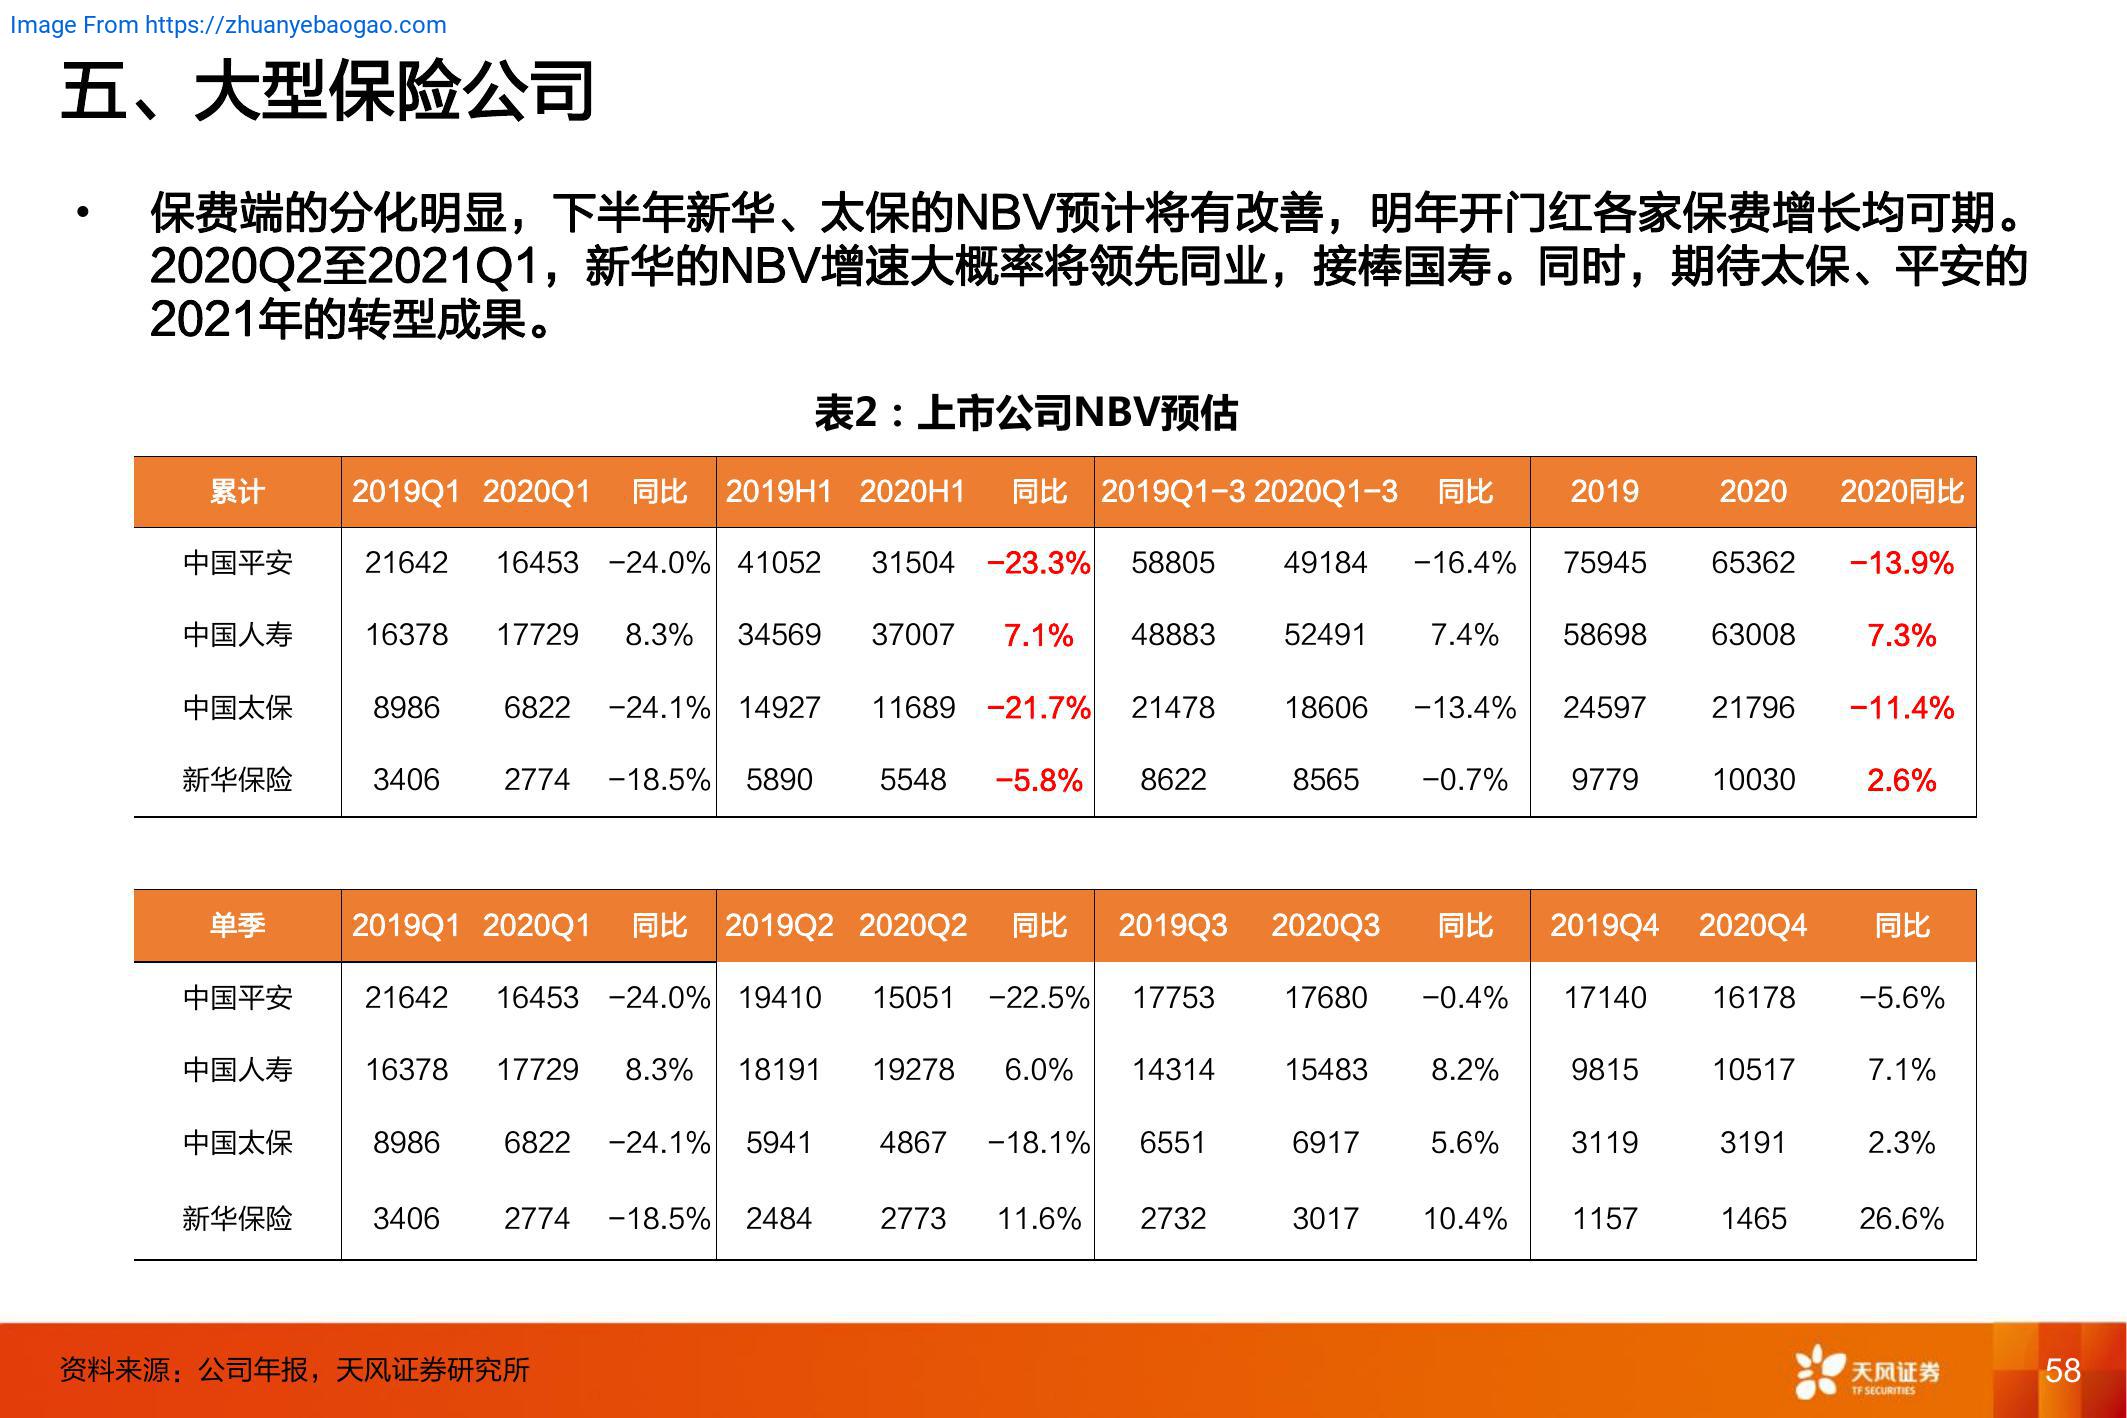 Image From https://zhuanyebaogao.com
五、大型保险公司
• 保费端的分化明显，下半年新华、太保的NBV预计将有改善，明年开门红各家保费增长均可期。
2020Q2至2021Q1，新华的NBV增速大概率将领先同业，接棒国寿。同时，期待太保、平安的
2021年的转型成果。
表2：上市公司NBV预估
累计 2019Q1 2020Q1 同比 2019H1 2020H1 同比 2019Q1-3 2020Q1-3 同比 2019 2020 2020同比
中国平安 21642 16453 -24.0% 41052 31504 -23.3% 58805 49184 -16.4% 75945 65362 -13.9%
中国人寿 16378 17729 8.3% 34569 37007 7.1% 48883 52491 7.4% 58698 63008 7.3%
中国太保 8986 6822 -24.1% 14927 11689 -21.7% 21478 18606 -13.4% 24597 21796 -11.4%
新华保险 3406 2774 -18.5% 5890 5548 -5.8% 8622 8565 -0.7% 9779 10030 2.6%
单季 2019Q1 2020Q1 同比 2019Q2 2020Q2 同比 2019Q3 2020Q3 同比 2019Q4 2020Q4 同比
中国平安 21642 16453 -24.0% 19410 15051 -22.5% 17753 17680 -0.4% 17140 16178 -5.6%
中国人寿 16378 17729 8.3% 18191 19278 6.0% 14314 15483 8.2% 9815 10517 7.1%
中国太保 8986 6822 -24.1% 5941 4867 -18.1% 6551 6917 5.6% 3119 3191 2.3%
新华保险 3406 2774 -18.5% 2484 2773 11.6% 2732 3017 10.4% 1157 1465 26.6%
资料来源：公司年报，天风证券研究所
天风证券
TF SECURITIES
58